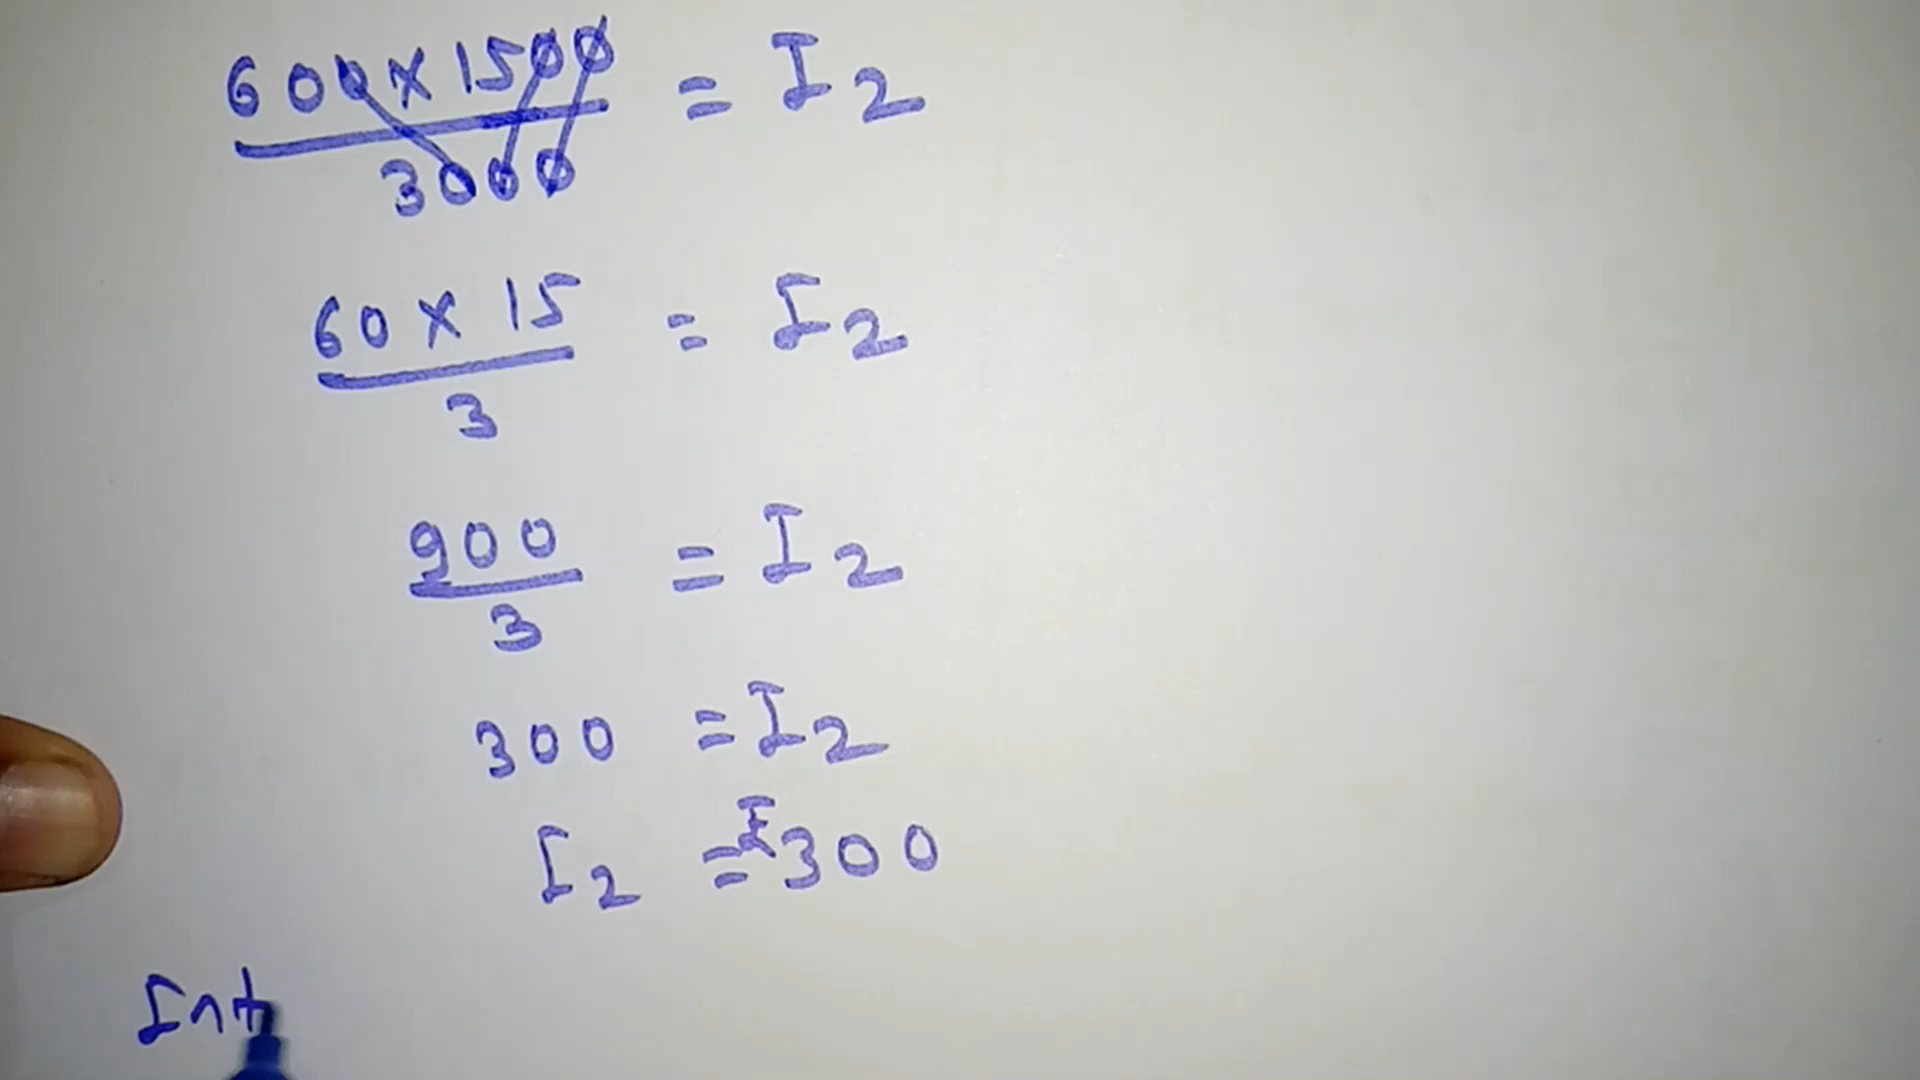 600 x 1500
3000
= I2
60 x 15
3
= I2
900
3
= I2
300 = I2
I2 = ₹300
Int